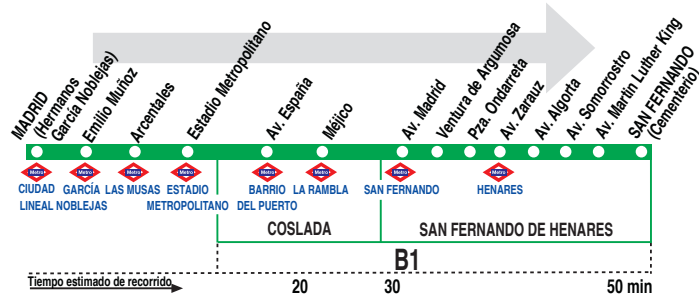 MADRID
(Hermanos
García Noblejas)
Emilio Muñoz
Arcentales
Estadio Metropolitano
Av. España
Méjico
Av. Madrid
Ventura de Argumosa
Pza. Ondarreta
Av. Zarauz
Av. Algorta
Av. Somorrostro
Av. Martin Luther King
SAN FERNANDO
(Cementerio)
Metro Metro Metro Metro Metro Metro Metro Metro
CIUDAD GARCÍA LAS MUSAS ESTADIO BARRIO LA RAMBLA SAN FERNANDO HENARES
LINEAL NOBLEJAS METROPOLITANO DEL PUERTO
COSLADA SAN FERNANDO DE HENARES
B1
Tiempo estimado de recorrido 20 30 50 min